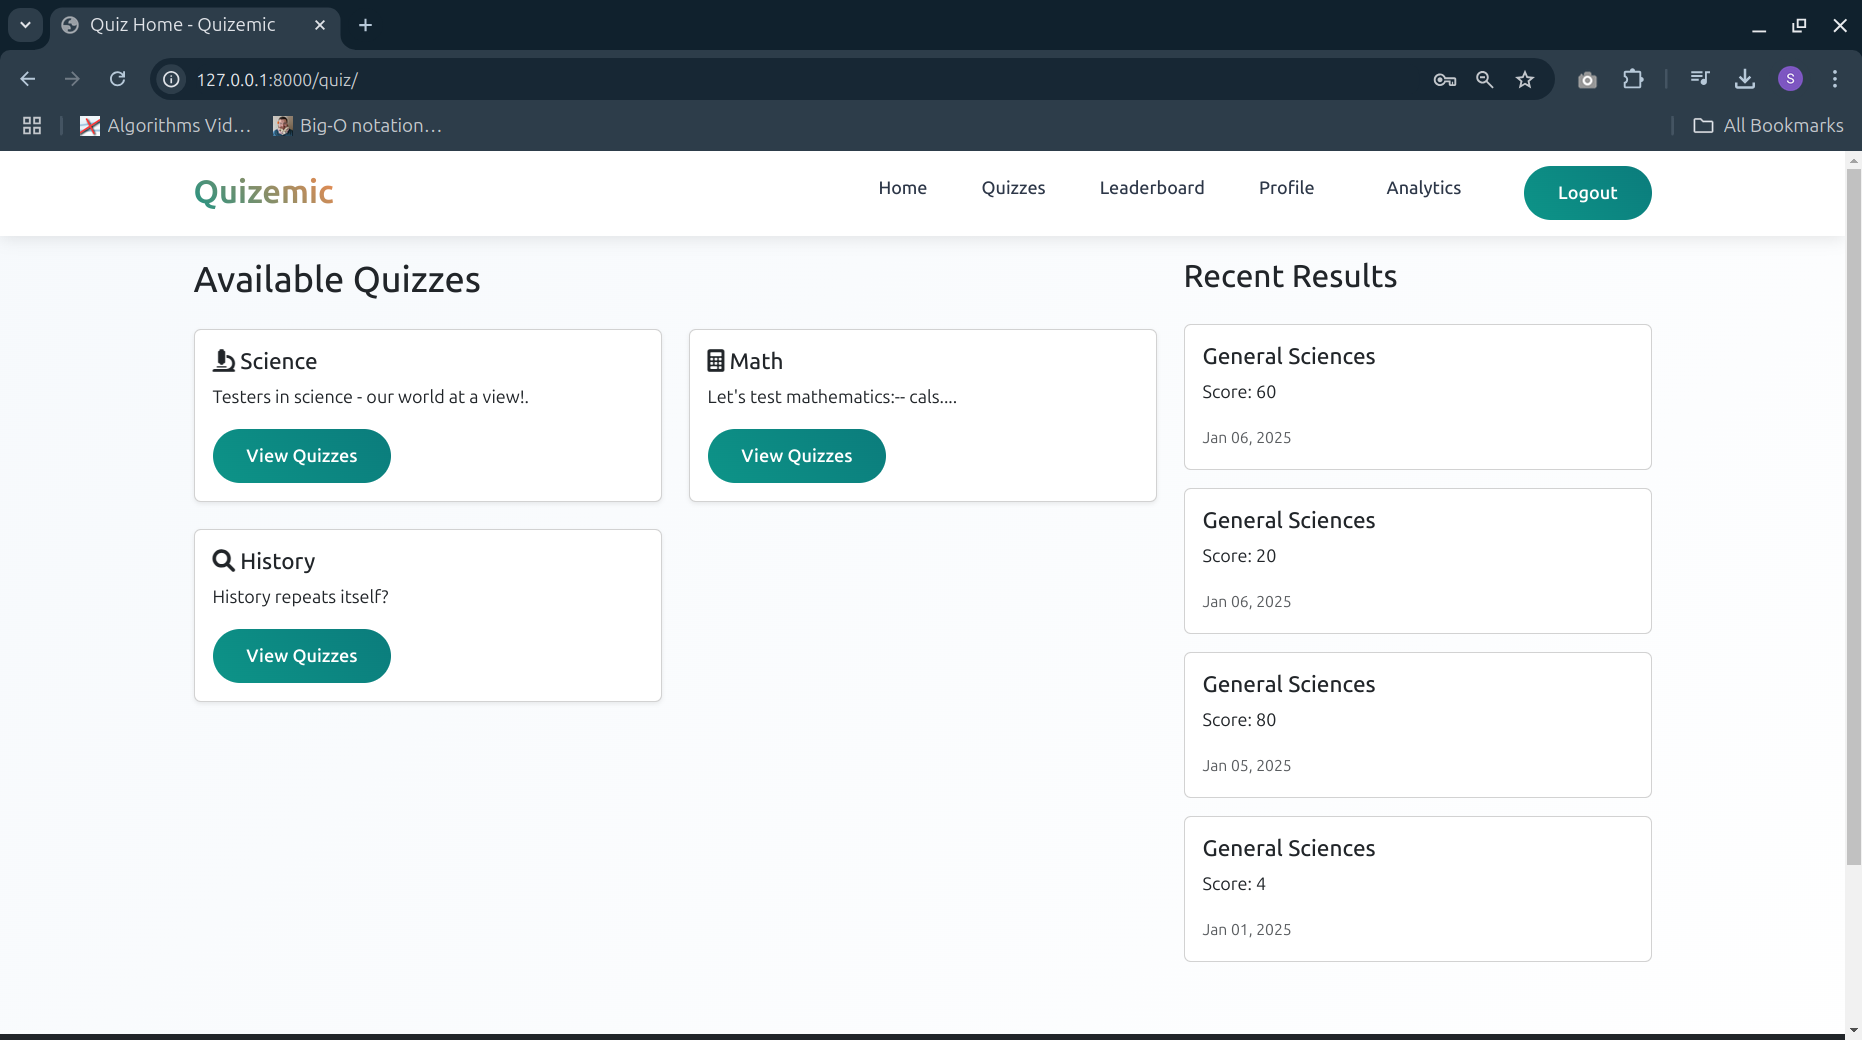 Quiz Home - Quizemic
127.0.0.1:8000/quiz/
S
Algorithms Vid...
Big-O notation...
All Bookmarks
Quizemic
Home
Quizzes
Leaderboard
Profile
Analytics
Logout
Available Quizzes
Science
Testers in science - our world at a view!.
View Quizzes
Math
Let's test mathematics:-- cals....
View Quizzes
History
History repeats itself?
View Quizzes
Recent Results
General Sciences
Score: 60
Jan 06, 2025
General Sciences
Score: 20
Jan 06, 2025
General Sciences
Score: 80
Jan 05, 2025
General Sciences
Score: 4
Jan 01, 2025